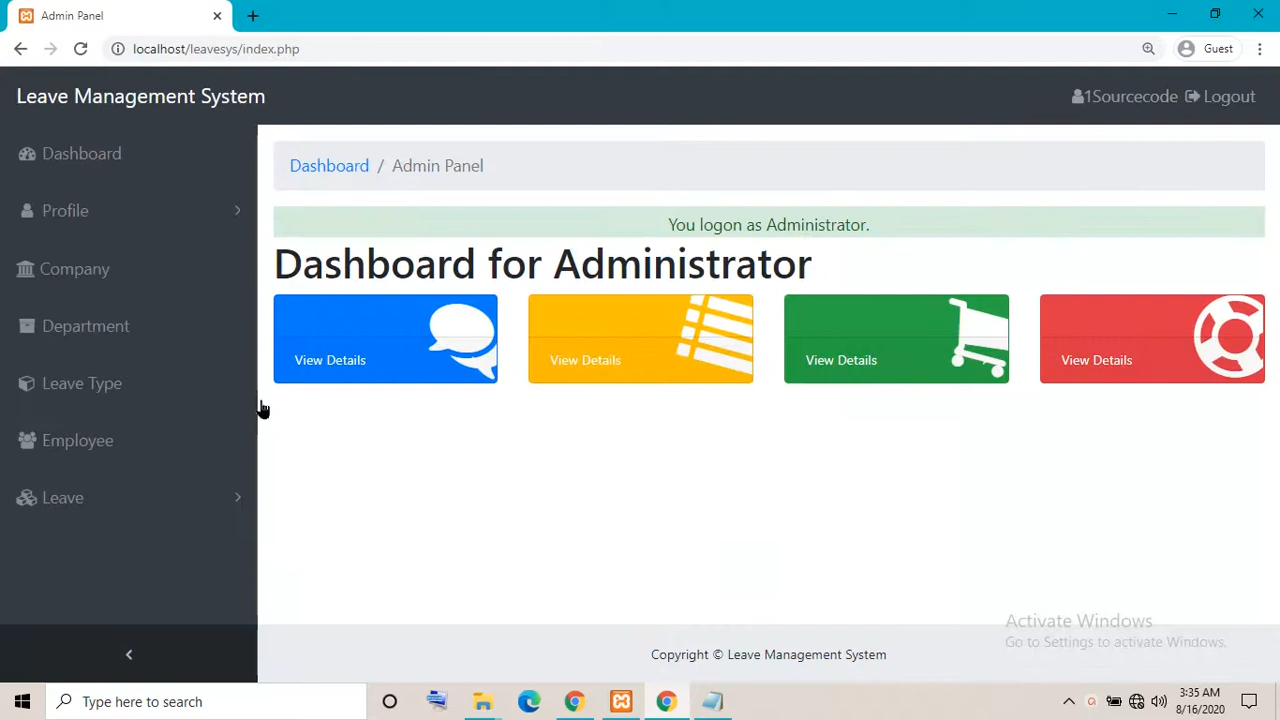 Admin Panel
localhost/leavesys/index.php
Guest
Leave Management System
1Sourcecode Logout
Dashboard
Profile
Company
Department
Leave Type
Employee
Leave
Dashboard / Admin Panel
You logon as Administrator.
Dashboard for Administrator
View Details
View Details
View Details
View Details
Activate Windows
Go to Settings to activate Windows.
Copyright © Leave Management System
Type here to search
3:35 AM
8/16/2020